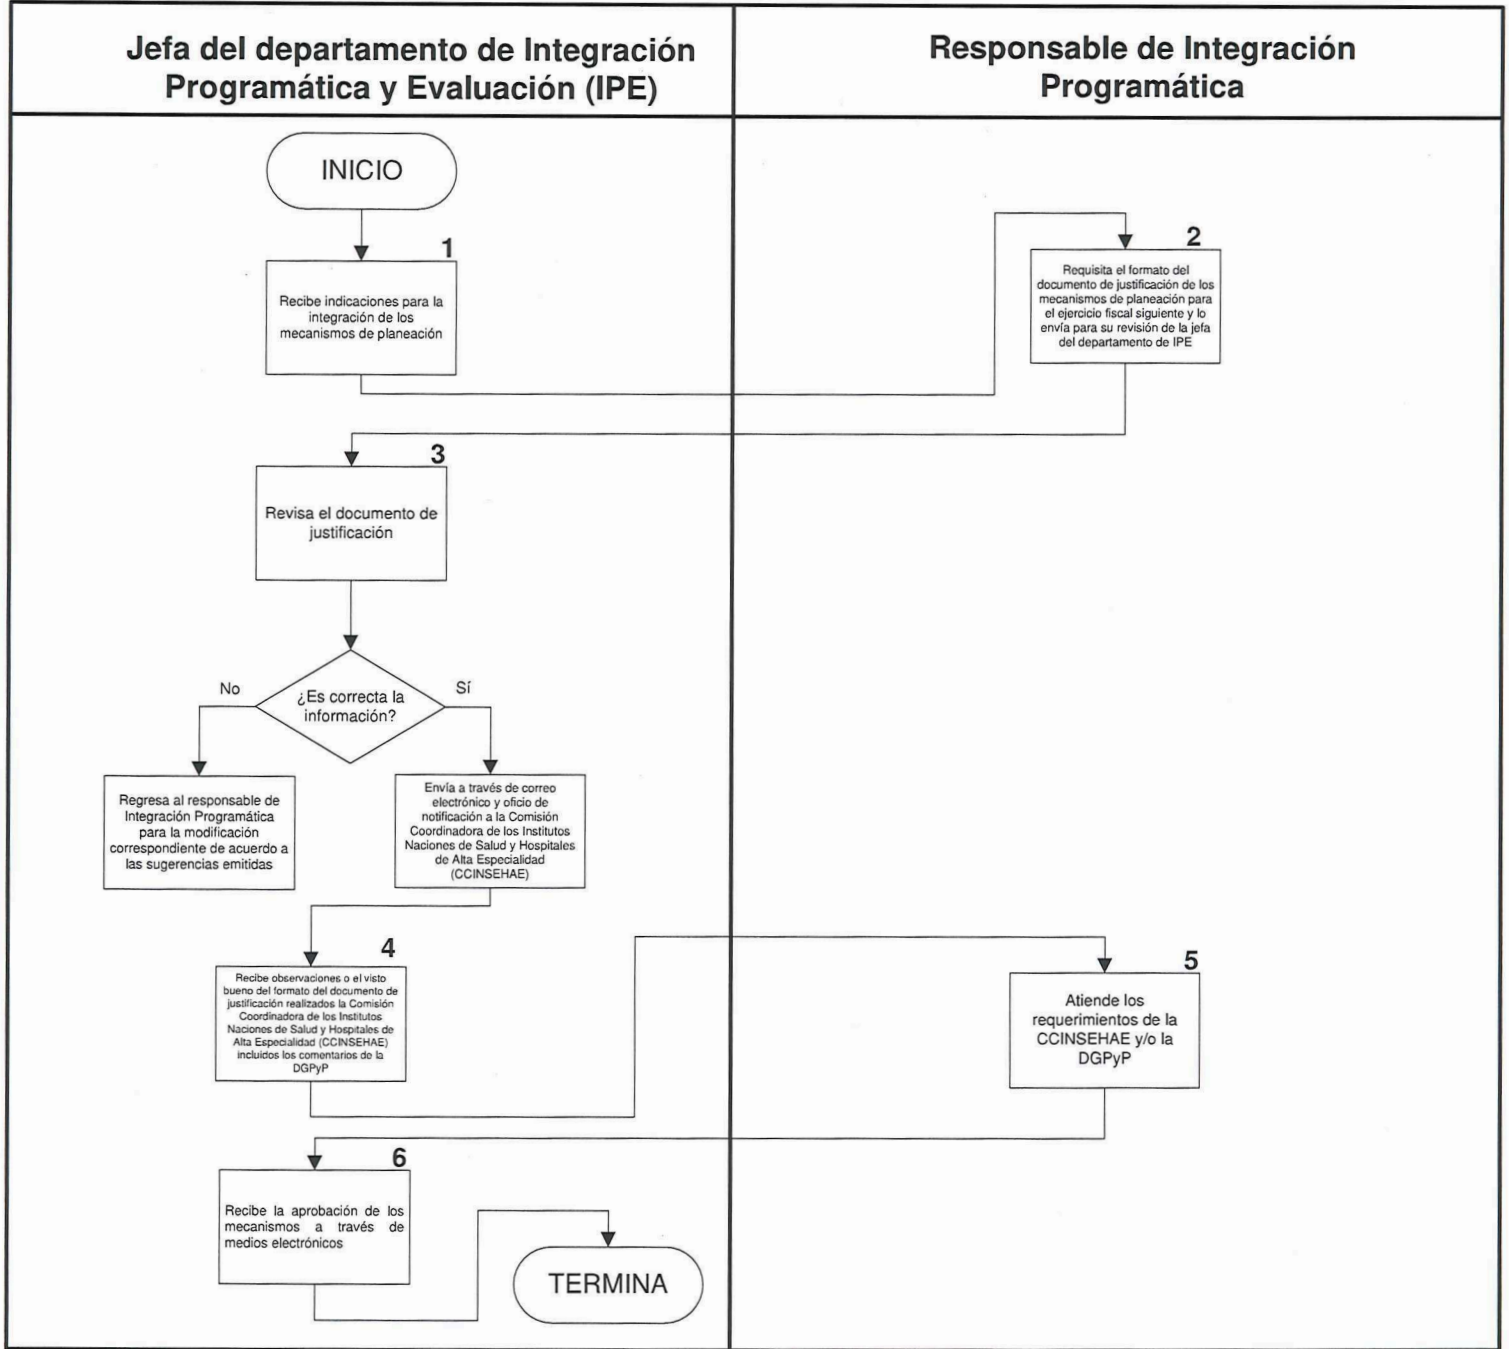 Jefa del departamento de Integración
Programática y Evaluación (IPE)
Responsable de Integración
Programática
INICIO
1
Recibe indicaciones para la
integración de los
mecanismos de planeación
2
Requisita el formato del
documento de justificación de los
mecanismos de planeación para
el ejercicio fiscal siguiente y lo
envía para su revisión de la jefa
del departamento de IPE
3
Revisa el documento de
justificación
¿Es correcta la
información?
No
Sí
Regresa al responsable de
Integración Programática
para la modificación
correspondiente de acuerdo a
las sugerencias emitidas
Envía a través de correo
electrónico y oficio de
notificación a la Comisión
Coordinadora de los Institutos
Naciones de Salud y Hospitales
de Alta Especialidad
(CCINSEHAE)
4
Recibe observaciones o el visto
bueno del formato del documento de
justificación realizados la Comisión
Coordinadora de los Institutos
Naciones de Salud y Hospitales de
Alta Especialidad (CCINSEHAE)
incluidos los comentarios de la
DGPyP
5
Atiende los
requerimientos de la
CCINSEHAE y/o la
DGPyP
6
Recibe la aprobación de los
mecanismos a través de
medios electrónicos
TERMINA